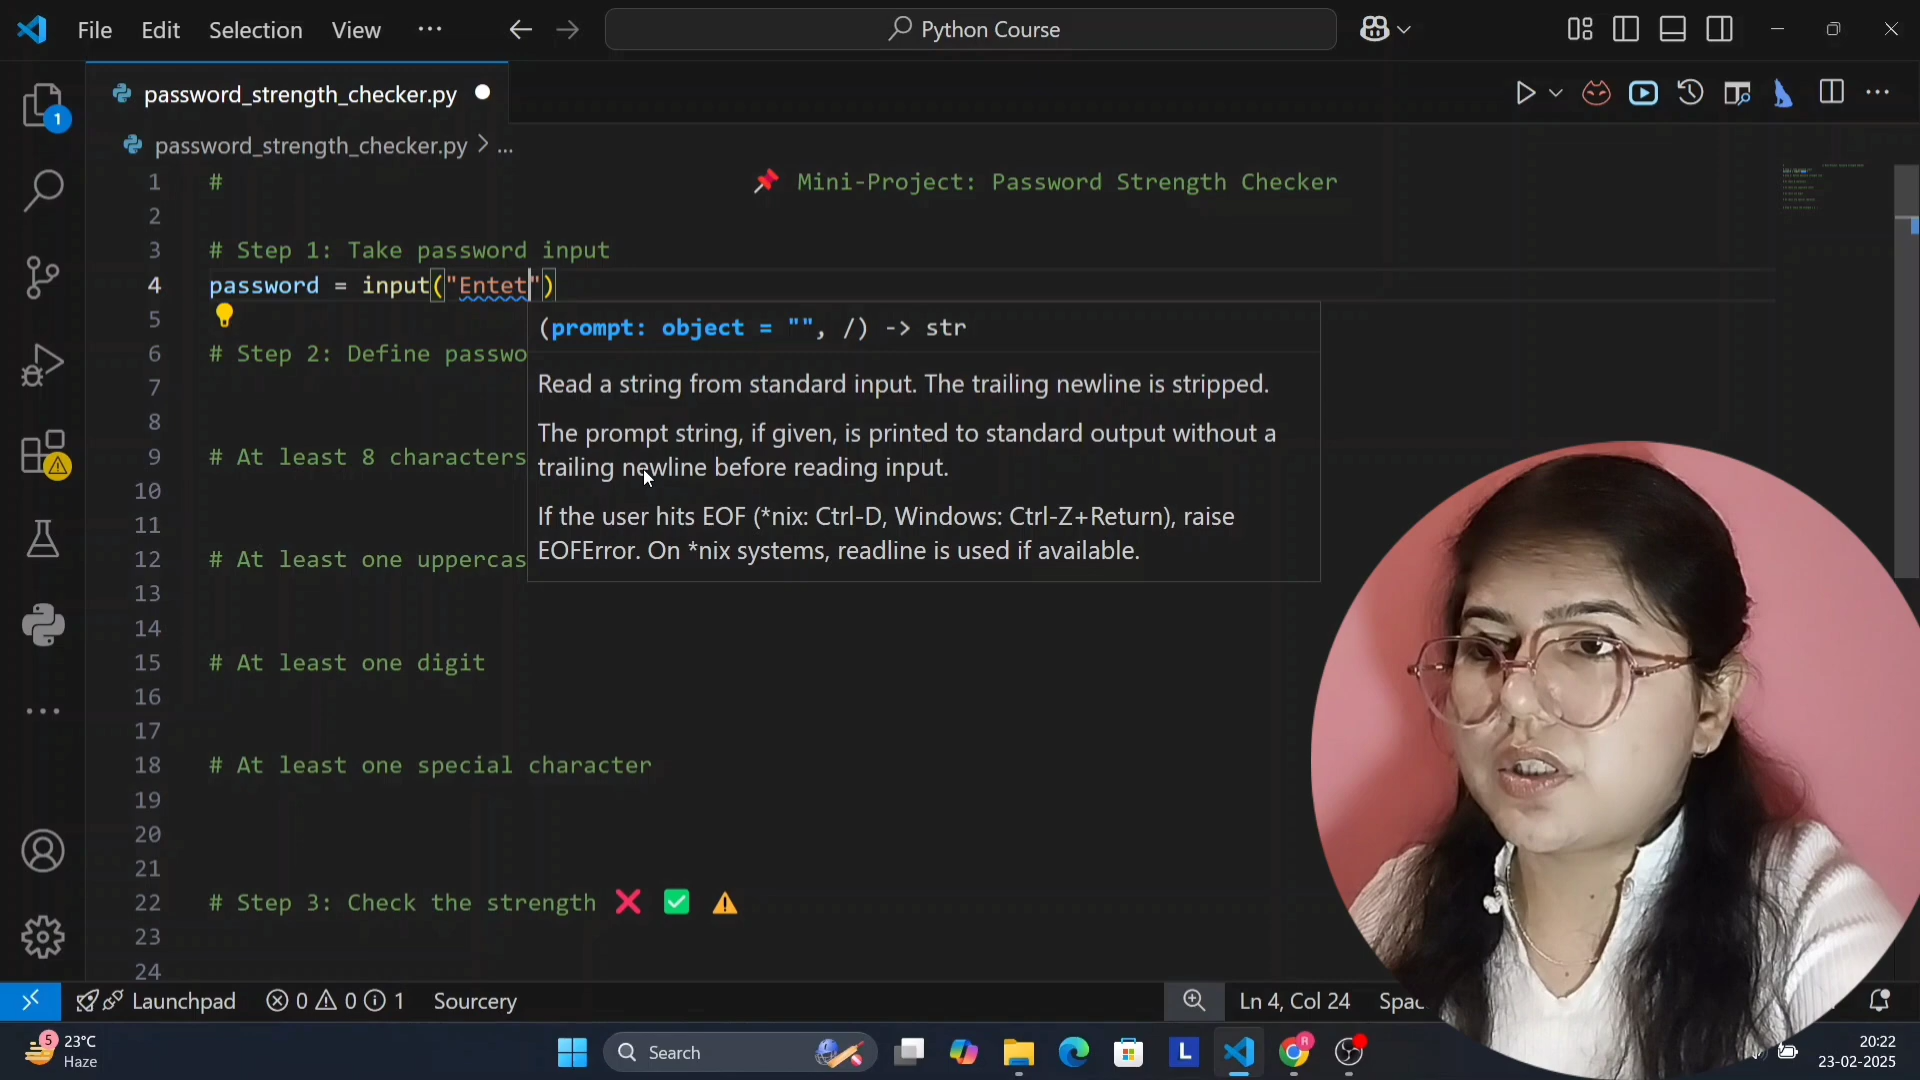 File Edit Selection View ··· Python Course
password_strength_checker.py
1
password_strength_checker.py > ...
1 # 📌 Mini-Project: Password Strength Checker
2
3 # Step 1: Take password input
4 password = input("Entet")
5
(prompt: object = "", /) -> str
6 # Step 2: Define passwo
7
Read a string from standard input. The trailing newline is stripped.
8
The prompt string, if given, is printed to standard output without a
9 # At least 8 characters
trailing newline before reading input.
10
11
If the user hits EOF (*nix: Ctrl-D, Windows: Ctrl-Z+Return), raise
EOFError. On *nix systems, readline is used if available.
12 # At least one uppercas
13
14
15 # At least one digit
16
17
18 # At least one special character
19
20
21
22 # Step 3: Check the strength ❌ ✅ ⚠️
23
24
Launchpad 0 0 1 Sourcery Ln 4, Col 24 Spac
5 23°C
Haze
Search
L
R
20:22
23-02-2025